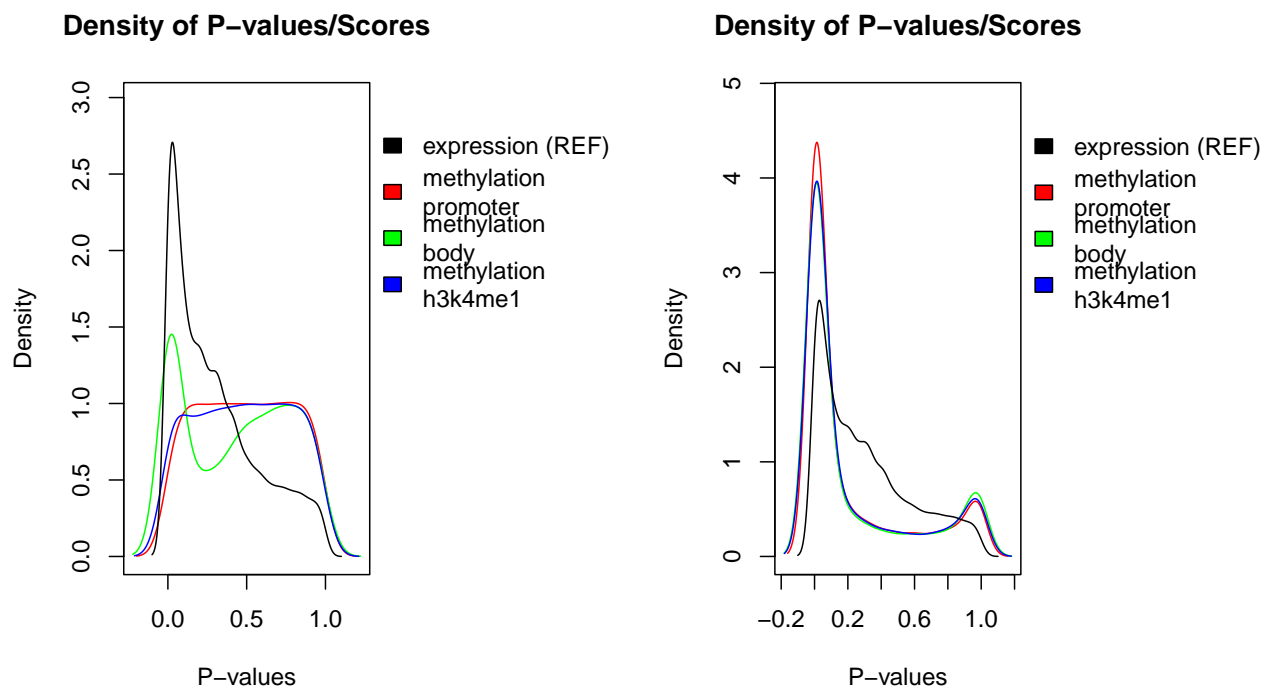 Density of P−values/Scores
3.0
2.5
2.0
1.5
1.0
0.5
0.0
Density
0.0 0.5 1.0
P−values
expression (REF)
methylation
promoter
methylation
body
methylation
h3k4me1
Density of P−values/Scores
5
4
3
2
1
0
Density
−0.2 0.2 0.6 1.0
P−values
expression (REF)
methylation
promoter
methylation
body
methylation
h3k4me1